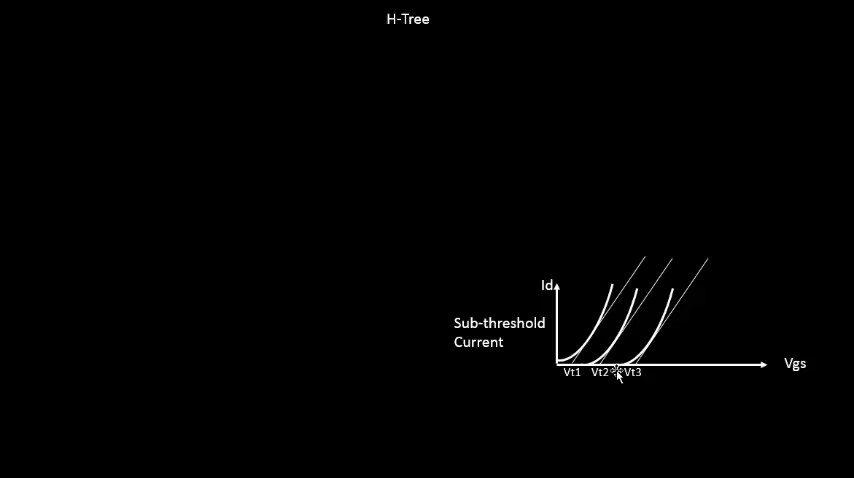 H-Tree
Id
Sub-threshold
Current
Vgs
Vt1 Vt2 Vt3